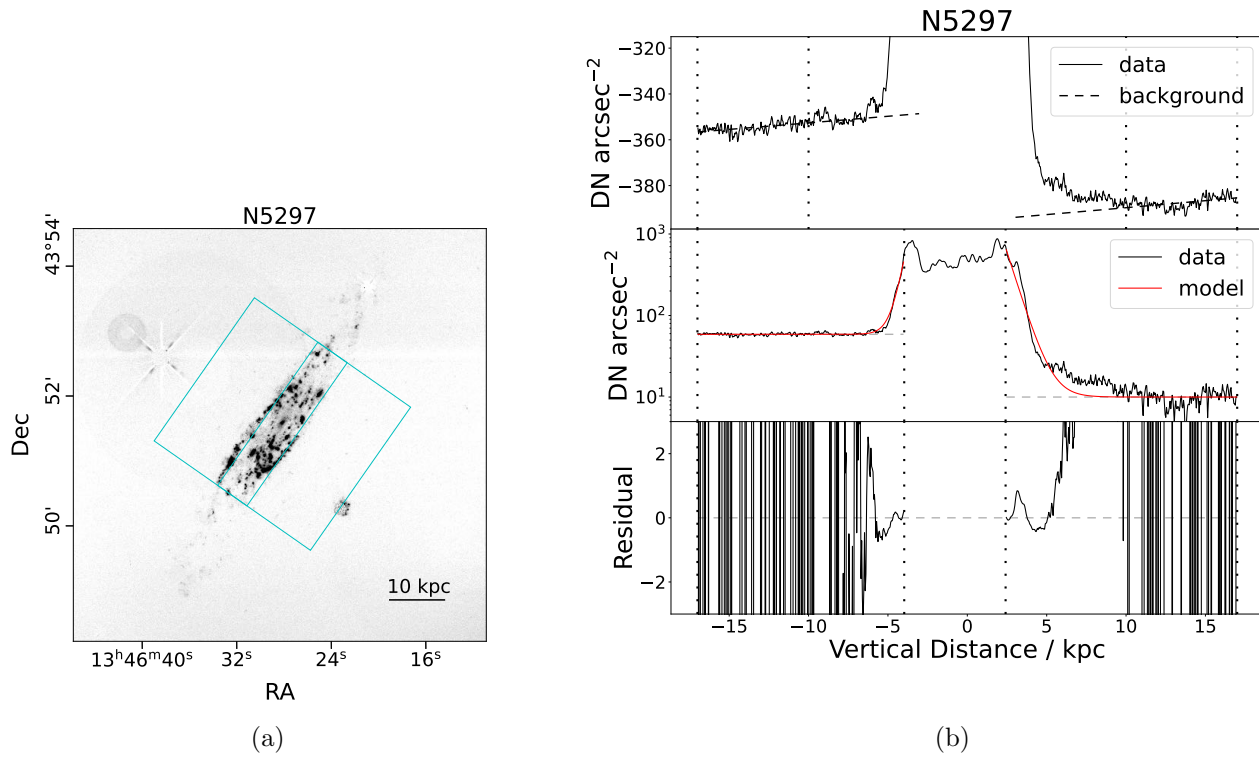 N5297
43°54'
52'
50'
Dec
10 kpc
13ʰ46ᵐ40ˢ
32ˢ
24ˢ
16ˢ
RA
(a)
N5297
−320
−340
−360
−380
DN arcsec⁻²
data
background
10³
10²
10¹
DN arcsec⁻²
data
model
2
0
−2
Residual
−15
−10
−5
0
5
10
15
Vertical Distance / kpc
(b)